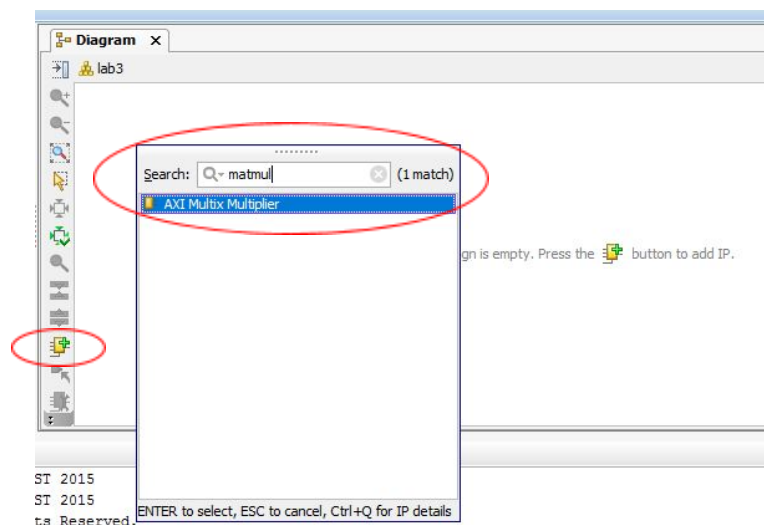 Diagram
lab3
Search: matmul (1 match)
AXI Multix Multiplier
gn is empty. Press the button to add IP.
ST 2015
ST 2015
ts Reserved.
ENTER to select, ESC to cancel, Ctrl+Q for IP details